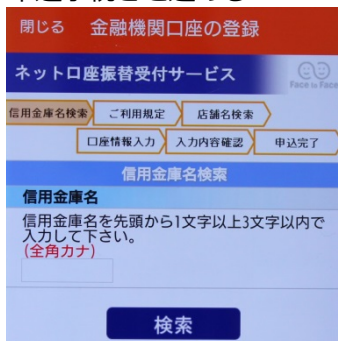 閉じる 金融機関口座の登録
ネット口座振替受付サービス
Face to Face
信用金庫名検索 ご利用規定 店舗名検索
口座情報入力 入力内容確認 申込完了
信用金庫名検索
信用金庫名
信用金庫名を先頭から1文字以上3文字以内で
入力して下さい。
(全角カナ)
検索